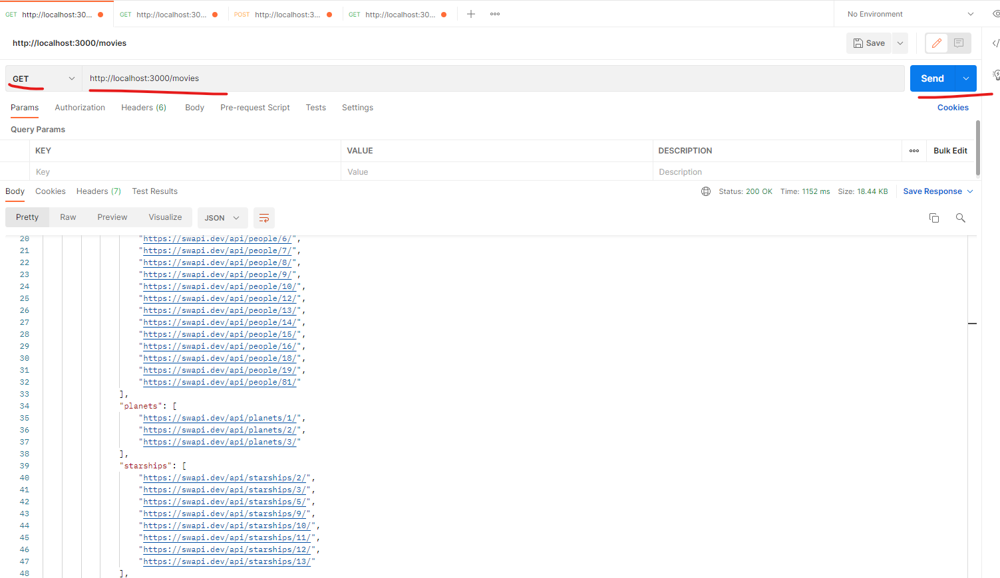 GET http://localhost:30... GET http://localhost:30... POST http://localhost:3... GET http://localhost:30... No Environment
http://localhost:3000/movies Save
GET http://localhost:3000/movies Send
Params Authorization Headers (6) Body Pre-request Script Tests Settings Cookies
Query Params
KEY VALUE DESCRIPTION Bulk Edit
Key Value Description
Body Cookies Headers (7) Test Results Status: 200 OK Time: 1152 ms Size: 18.44 KB Save Response
Pretty Raw Preview Visualize JSON
20 "https://swapi.dev/api/people/6/",
21 "https://swapi.dev/api/people/7/",
22 "https://swapi.dev/api/people/8/",
23 "https://swapi.dev/api/people/9/",
24 "https://swapi.dev/api/people/10/",
25 "https://swapi.dev/api/people/12/",
26 "https://swapi.dev/api/people/13/",
27 "https://swapi.dev/api/people/14/",
28 "https://swapi.dev/api/people/15/",
29 "https://swapi.dev/api/people/16/",
30 "https://swapi.dev/api/people/18/",
31 "https://swapi.dev/api/people/19/",
32 "https://swapi.dev/api/people/81/"
33 ],
34 "planets": [
35 "https://swapi.dev/api/planets/1/",
36 "https://swapi.dev/api/planets/2/",
37 "https://swapi.dev/api/planets/3/"
38 ],
39 "starships": [
40 "https://swapi.dev/api/starships/2/",
41 "https://swapi.dev/api/starships/3/",
42 "https://swapi.dev/api/starships/5/",
43 "https://swapi.dev/api/starships/9/",
44 "https://swapi.dev/api/starships/10/",
45 "https://swapi.dev/api/starships/11/",
46 "https://swapi.dev/api/starships/12/",
47 "https://swapi.dev/api/starships/13/"
48 ],